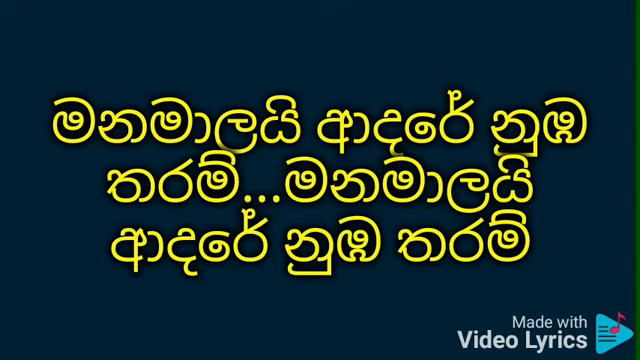 මනමාලයි ආදරේ නුඹ
තරම්...මනමාලයි
ආදරේ නුඹ තරම්
Made with
Video Lyrics